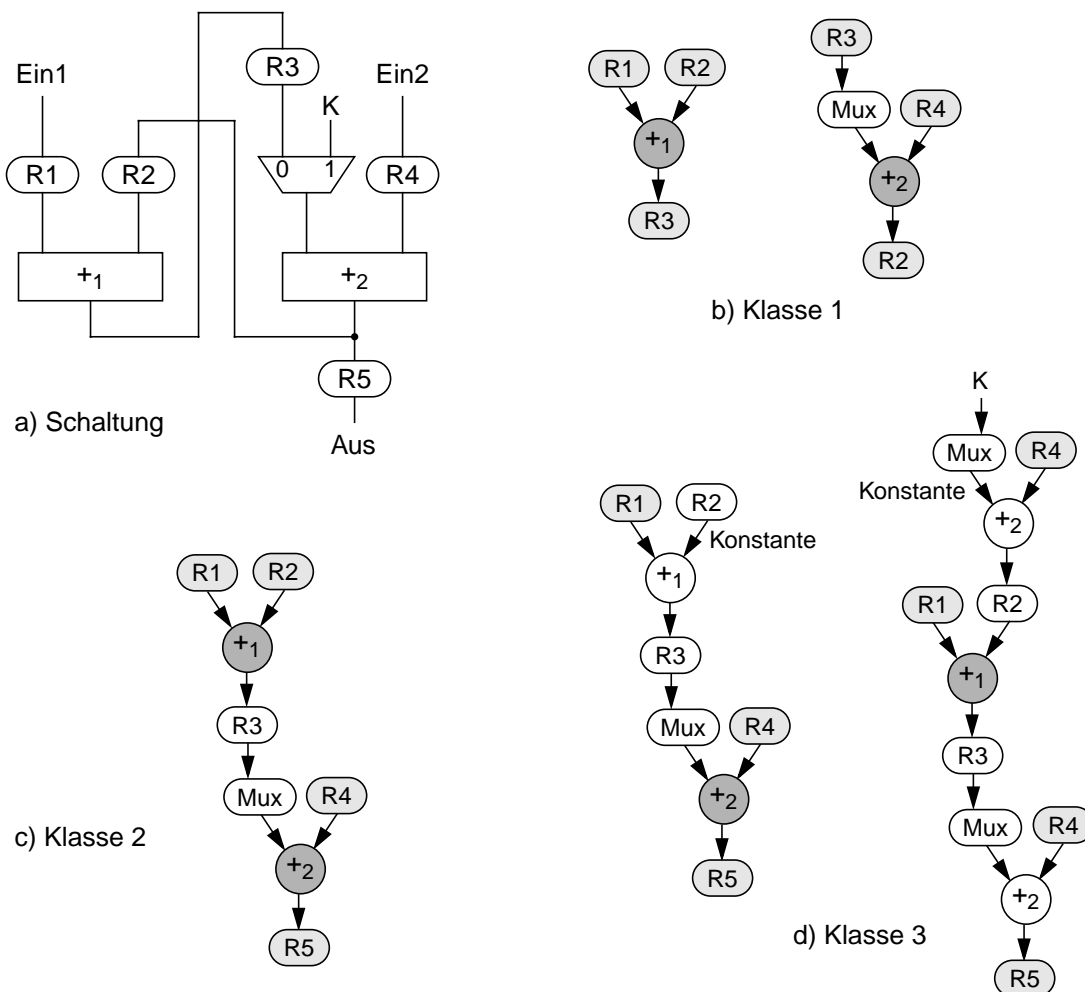 Ein1
R3
K
Ein2
R1
R2
0 1
R4
+1
+2
R5
Aus
a) Schaltung
R1
R2
+1
R3
R3
Mux
R4
+2
R2
b) Klasse 1
R1
R2
+1
R3
Mux
R4
+2
R5
c) Klasse 2
R1
R2
Konstante
+1
R3
Mux
R4
+2
R5
K
Mux
R4
Konstante
+2
R1
R2
+1
R3
Mux
R4
+2
R5
d) Klasse 3